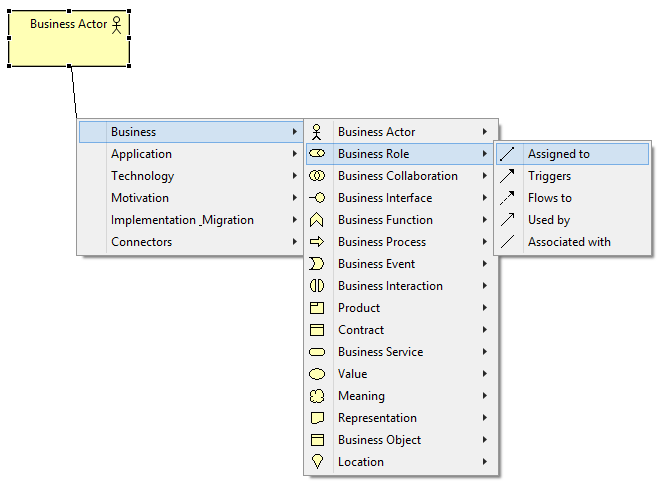 Business Actor
Business
Application
Technology
Motivation
Implementation _Migration
Connectors
Business Actor
Business Role
Business Collaboration
Business Interface
Business Function
Business Process
Business Event
Business Interaction
Product
Contract
Business Service
Value
Meaning
Representation
Business Object
Location
Assigned to
Triggers
Flows to
Used by
Associated with